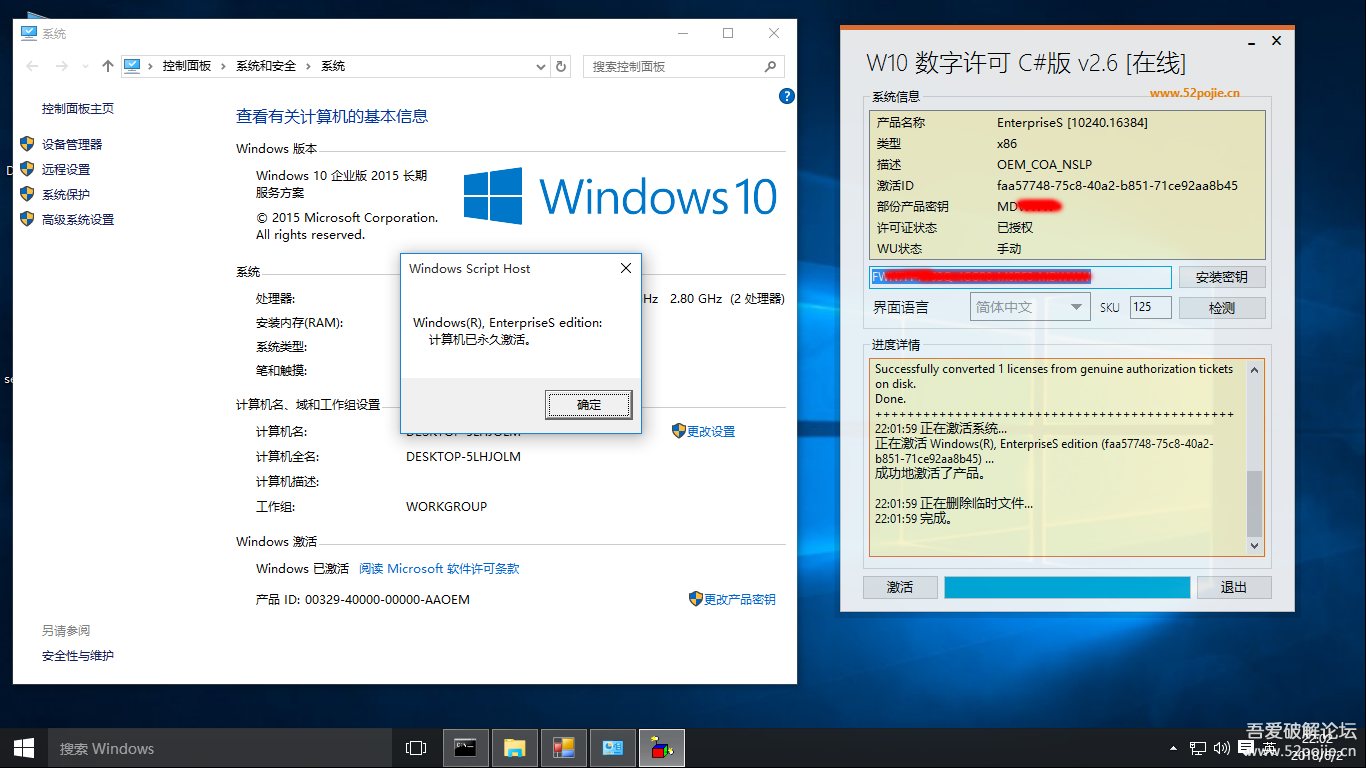 系统
控制面板 系统和安全 系统
搜索控制面板
控制面板主页
设备管理器
远程设置
系统保护
高级系统设置
另请参阅
安全性与维护
查看有关计算机的基本信息
Windows 版本
Windows 10 企业版 2015 长期
服务方案
© 2015 Microsoft Corporation.
All rights reserved.
Windows 10
系统
处理器: Hz 2.80 GHz (2 处理器)
安装内存(RAM):
系统类型:
笔和触摸:
计算机名、域和工作组设置
计算机名: DESKTOP-5LHJOLM
更改设置
计算机全名: DESKTOP-5LHJOLM
计算机描述:
工作组: WORKGROUP
Windows 激活
Windows 已激活 阅读 Microsoft 软件许可条款
产品 ID: 00329-40000-00000-AAOEM
更改产品密钥
Windows Script Host
Windows(R), EnterpriseS edition:
计算机已永久激活。
确定
W10 数字许可 C#版 v2.6 [在线]
www.52pojie.cn
系统信息
产品名称 EnterpriseS [10240.16384]
类型 x86
描述 OEM_COA_NSLP
激活ID faa57748-75c8-40a2-b851-71ce92aa8b45
部份产品密钥 MD
许可证状态 已授权
WU状态 手动
安装密钥
界面语言 简体中文 SKU 125 检测
进度详情
Successfully converted 1 licenses from genuine authorization tickets
on disk.
Done.
++++++++++++++++++++++++++++++++++++++++++++
22:01:59 正在激活系统...
正在激活 Windows(R), EnterpriseS edition (faa57748-75c8-40a2-
b851-71ce92aa8b45) ...
成功地激活了产品。
22:01:59 正在删除临时文件...
22:01:59 完成。
激活 退出
搜索 Windows
英
22:02
2018/8/2
吾爱破解论坛
www.52pojie.cn